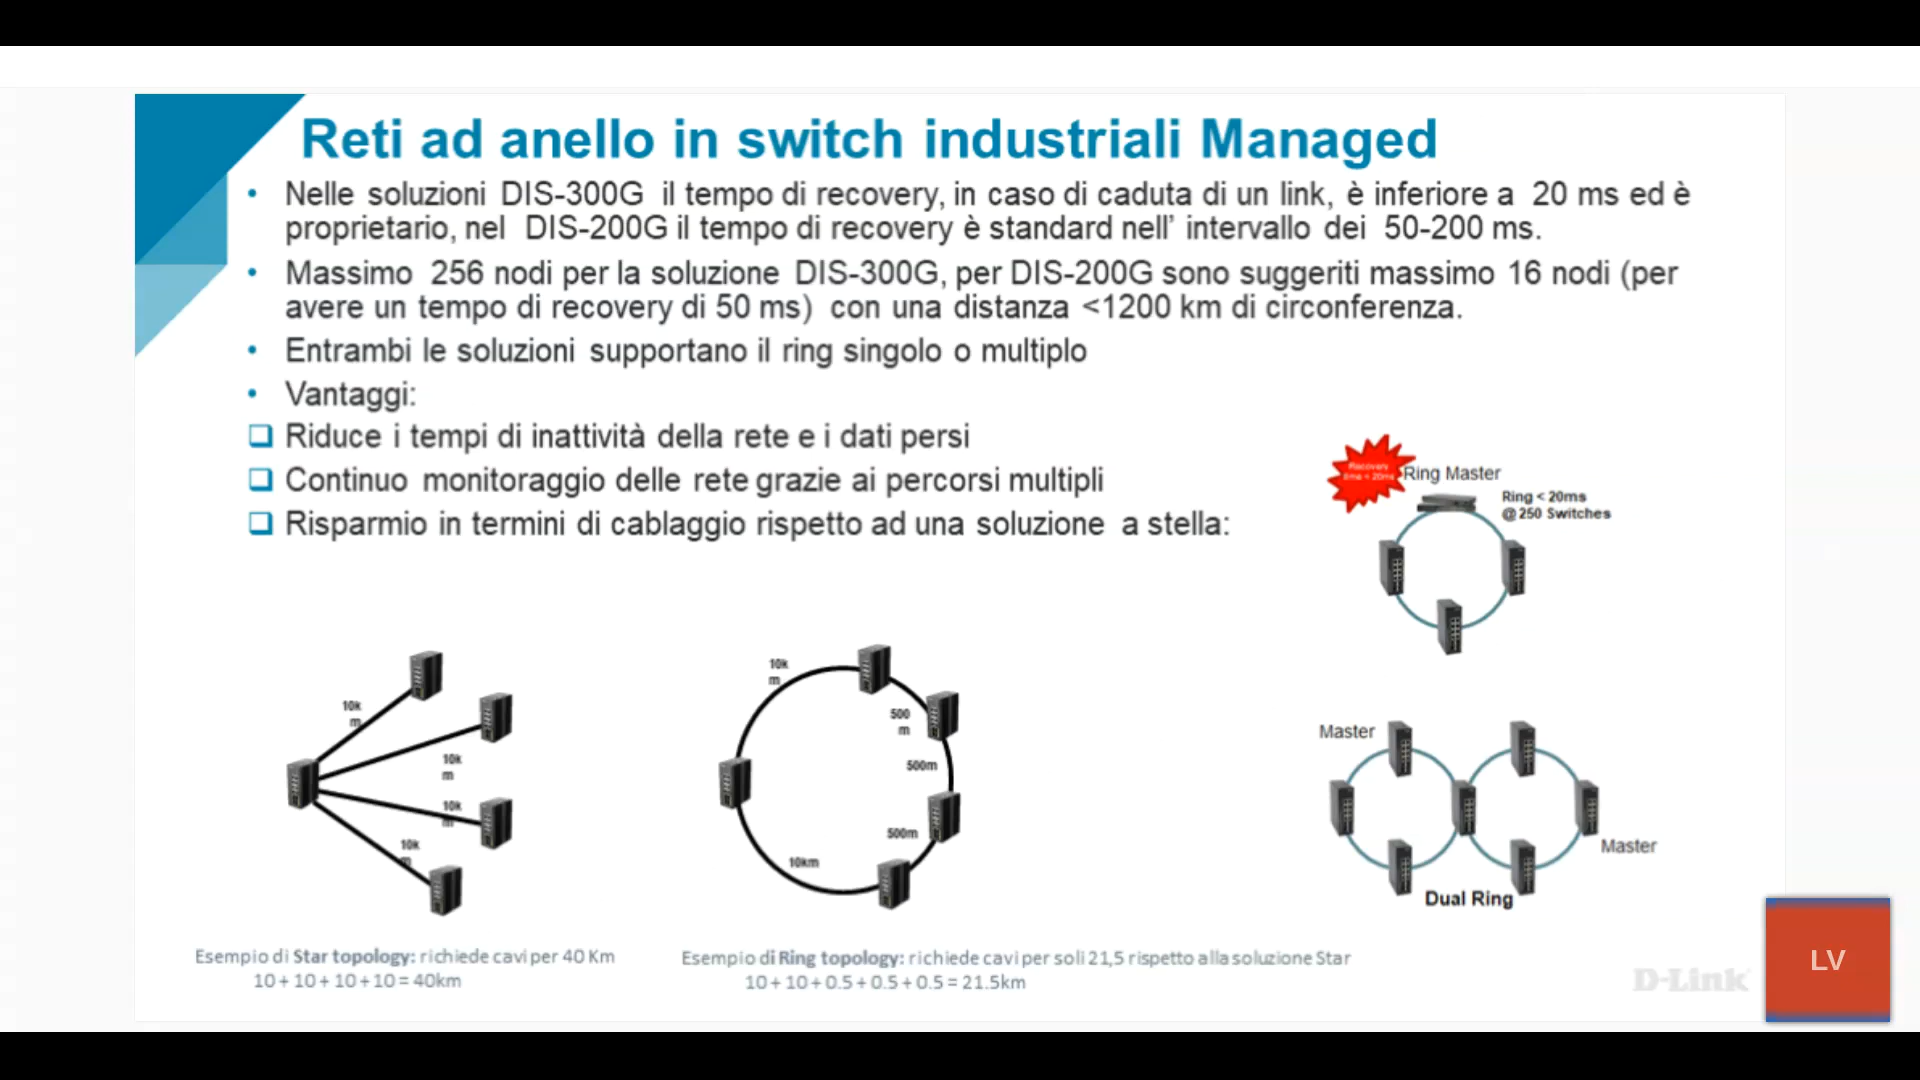 Reti ad anello in switch industriali Managed
• Nelle soluzioni DIS-300G il tempo di recovery, in caso di caduta di un link, è inferiore a 20 ms ed è
proprietario, nel DIS-200G il tempo di recovery è standard nell' intervallo dei 50-200 ms.
• Massimo 256 nodi per la soluzione DIS-300G, per DIS-200G sono suggeriti massimo 16 nodi (per
avere un tempo di recovery di 50 ms) con una distanza <1200 km di circonferenza.
• Entrambi le soluzioni supportano il ring singolo o multiplo
• Vantaggi:
❑ Riduce i tempi di inattività della rete e i dati persi
❑ Continuo monitoraggio delle rete grazie ai percorsi multipli
❑ Risparmio in termini di cablaggio rispetto ad una soluzione a stella:
Recovery
< 20ms
Ring Master
Ring < 20ms
@250 Switches
10k
m
10k
m
10k
m
10k
m
10k
m
500
m
500m
500m
10km
Master
Master
Dual Ring
Esempio di Star topology: richiede cavi per 40 Km
10 + 10 + 10 + 10 = 40km
Esempio di Ring topology: richiede cavi per soli 21,5 rispetto alla soluzione Star
10 + 10 + 0.5 + 0.5 + 0.5 = 21.5km
D-Link
LV